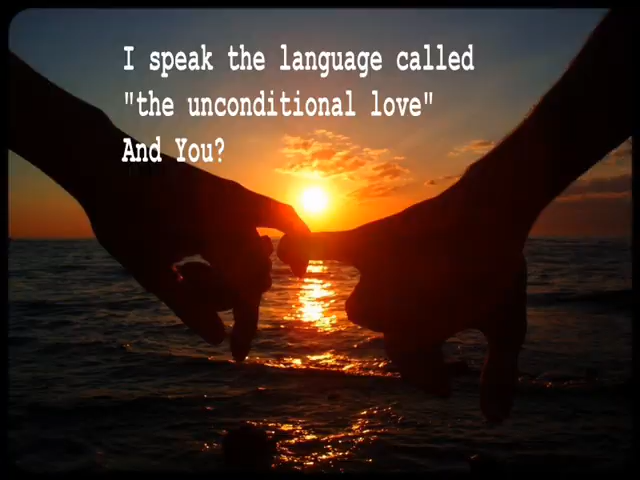 I speak the language called
"the unconditional love"
And You?